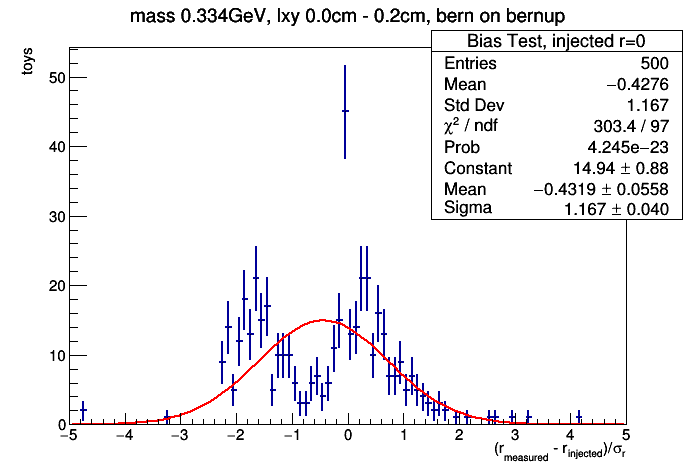 mass 0.334GeV, lxy 0.0cm - 0.2cm, bern on bernup
Bias Test, injected r=0
Entries 500
Mean −0.4276
Std Dev 1.167
χ² / ndf 303.4 / 97
Prob 4.245e−23
Constant 14.94 ± 0.88
Mean −0.4319 ± 0.0558
Sigma 1.167 ± 0.040
toys
50
40
30
20
10
0
−5 −4 −3 −2 −1 0 1 2 3 4 5
(r_measured - r_injected)/σ_r